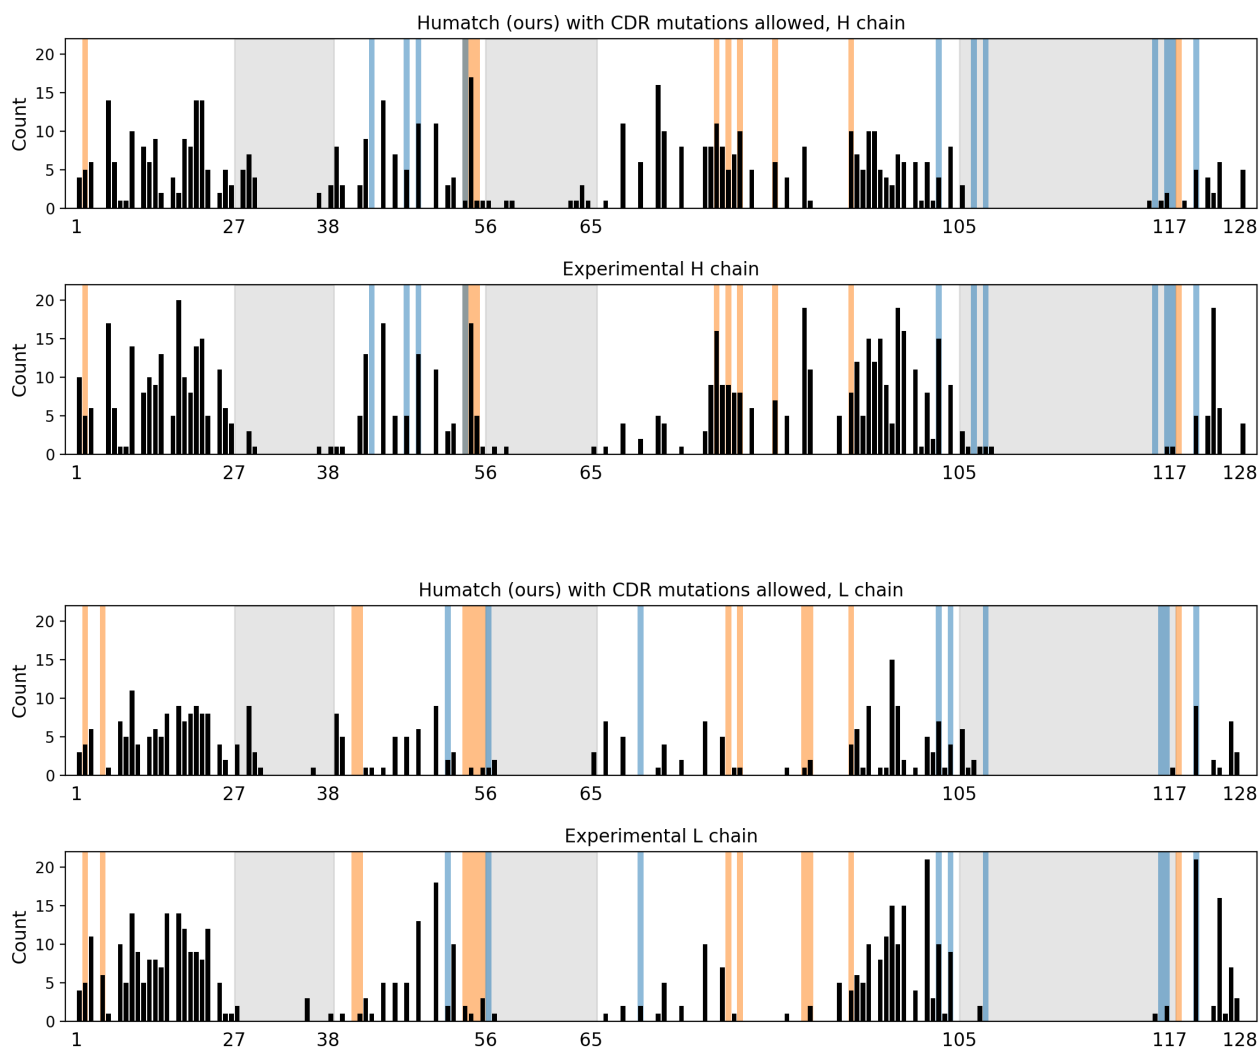 Humatch (ours) with CDR mutations allowed, H chain
20
15
10
5
0
Count
1 27 38 56 65 105 117 128
Experimental H chain
20
15
10
5
0
Count
1 27 38 56 65 105 117 128
Humatch (ours) with CDR mutations allowed, L chain
20
15
10
5
0
Count
1 27 38 56 65 105 117 128
Experimental L chain
20
15
10
5
0
Count
1 27 38 56 65 105 117 128